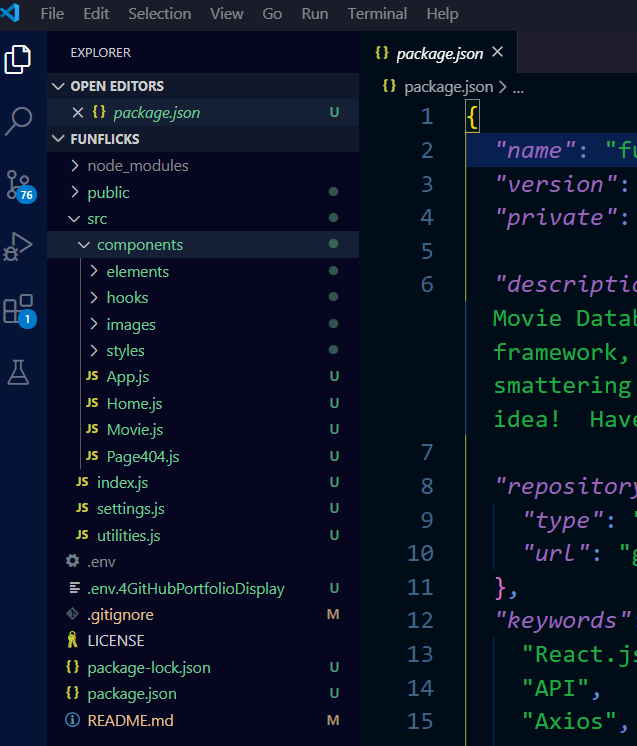 File Edit Selection View Go Run Terminal Help
EXPLORER
OPEN EDITORS
{} package.json U
FUNFLICKS
node_modules
public
src
components
elements
hooks
images
styles
JS App.js U
JS Home.js U
JS Movie.js U
JS Page404.js U
JS index.js U
JS settings.js U
JS utilities.js U
.env
.env.4GitHubPortfolioDisplay U
.gitignore M
LICENSE
{} package-lock.json U
{} package.json U
README.md M
76
1
{} package.json
{} package.json > ...
1 {
2 "name": "fu
3 "version":
4 "private":
5
6 "descriptio
Movie Datab
framework,
smattering
idea! Have
7
8 "repository
9 "type": "
10 "url": "g
11 },
12 "keywords"
13 "React.js
14 "API",
15 "Axios",